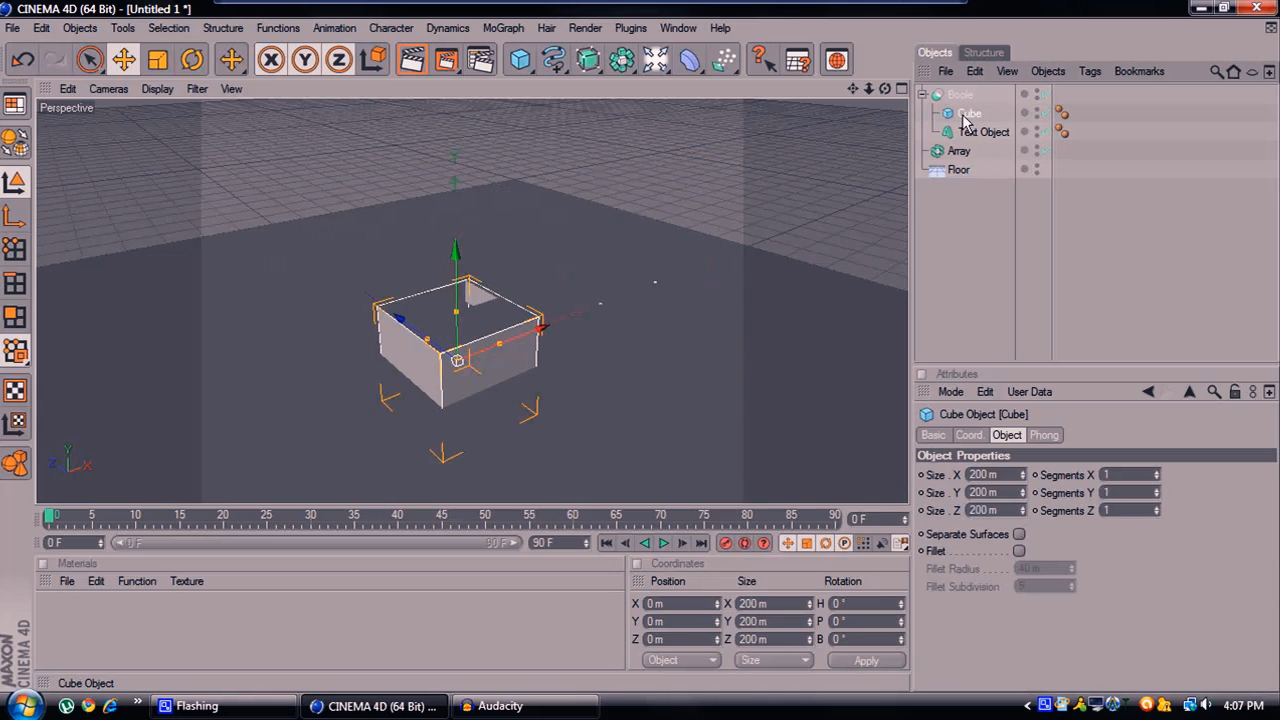 CINEMA 4D (64 Bit) - [Untitled 1 *]
File Edit Objects Tools Selection Structure Functions Animation Character Dynamics MoGraph Plugins Window Help
Edit Cameras Display Filter View
Perspective
Objects Structure
File Edit View Objects Tags Bookmarks
Boole
Cube
Text Object
Array
Floor
Attributes
Mode Edit User Data
Cube Object [Cube]
Basic Coord. Object Phong
Object Properties
Size . X 200 m Segments X 1
Size . Y 200 m Segments Y 1
Size . Z 200 m Segments Z 1
Separate Surfaces
Fillet . . . . . . . . . .
Fillet Radius . . . . . 40 m
Fillet Subdivision 5
Y
Z X
0 5 10 15 20 25 30 35 40 45 50 55 60 65 70 75 80 85 90 0 F
0 F 0 F 90 F 90 F
Materials
File Edit Function Texture
Coordinates
Position Size Rotation
X 0 m X 200 m H 0 °
Y 0 m Y 200 m P 0 °
Z 0 m Z 200 m B 0 °
Object Size Apply
MAXON CINEMA 4D
Cube Object
Flashing CINEMA 4D (64 Bit) ... Audacity 4:07 PM